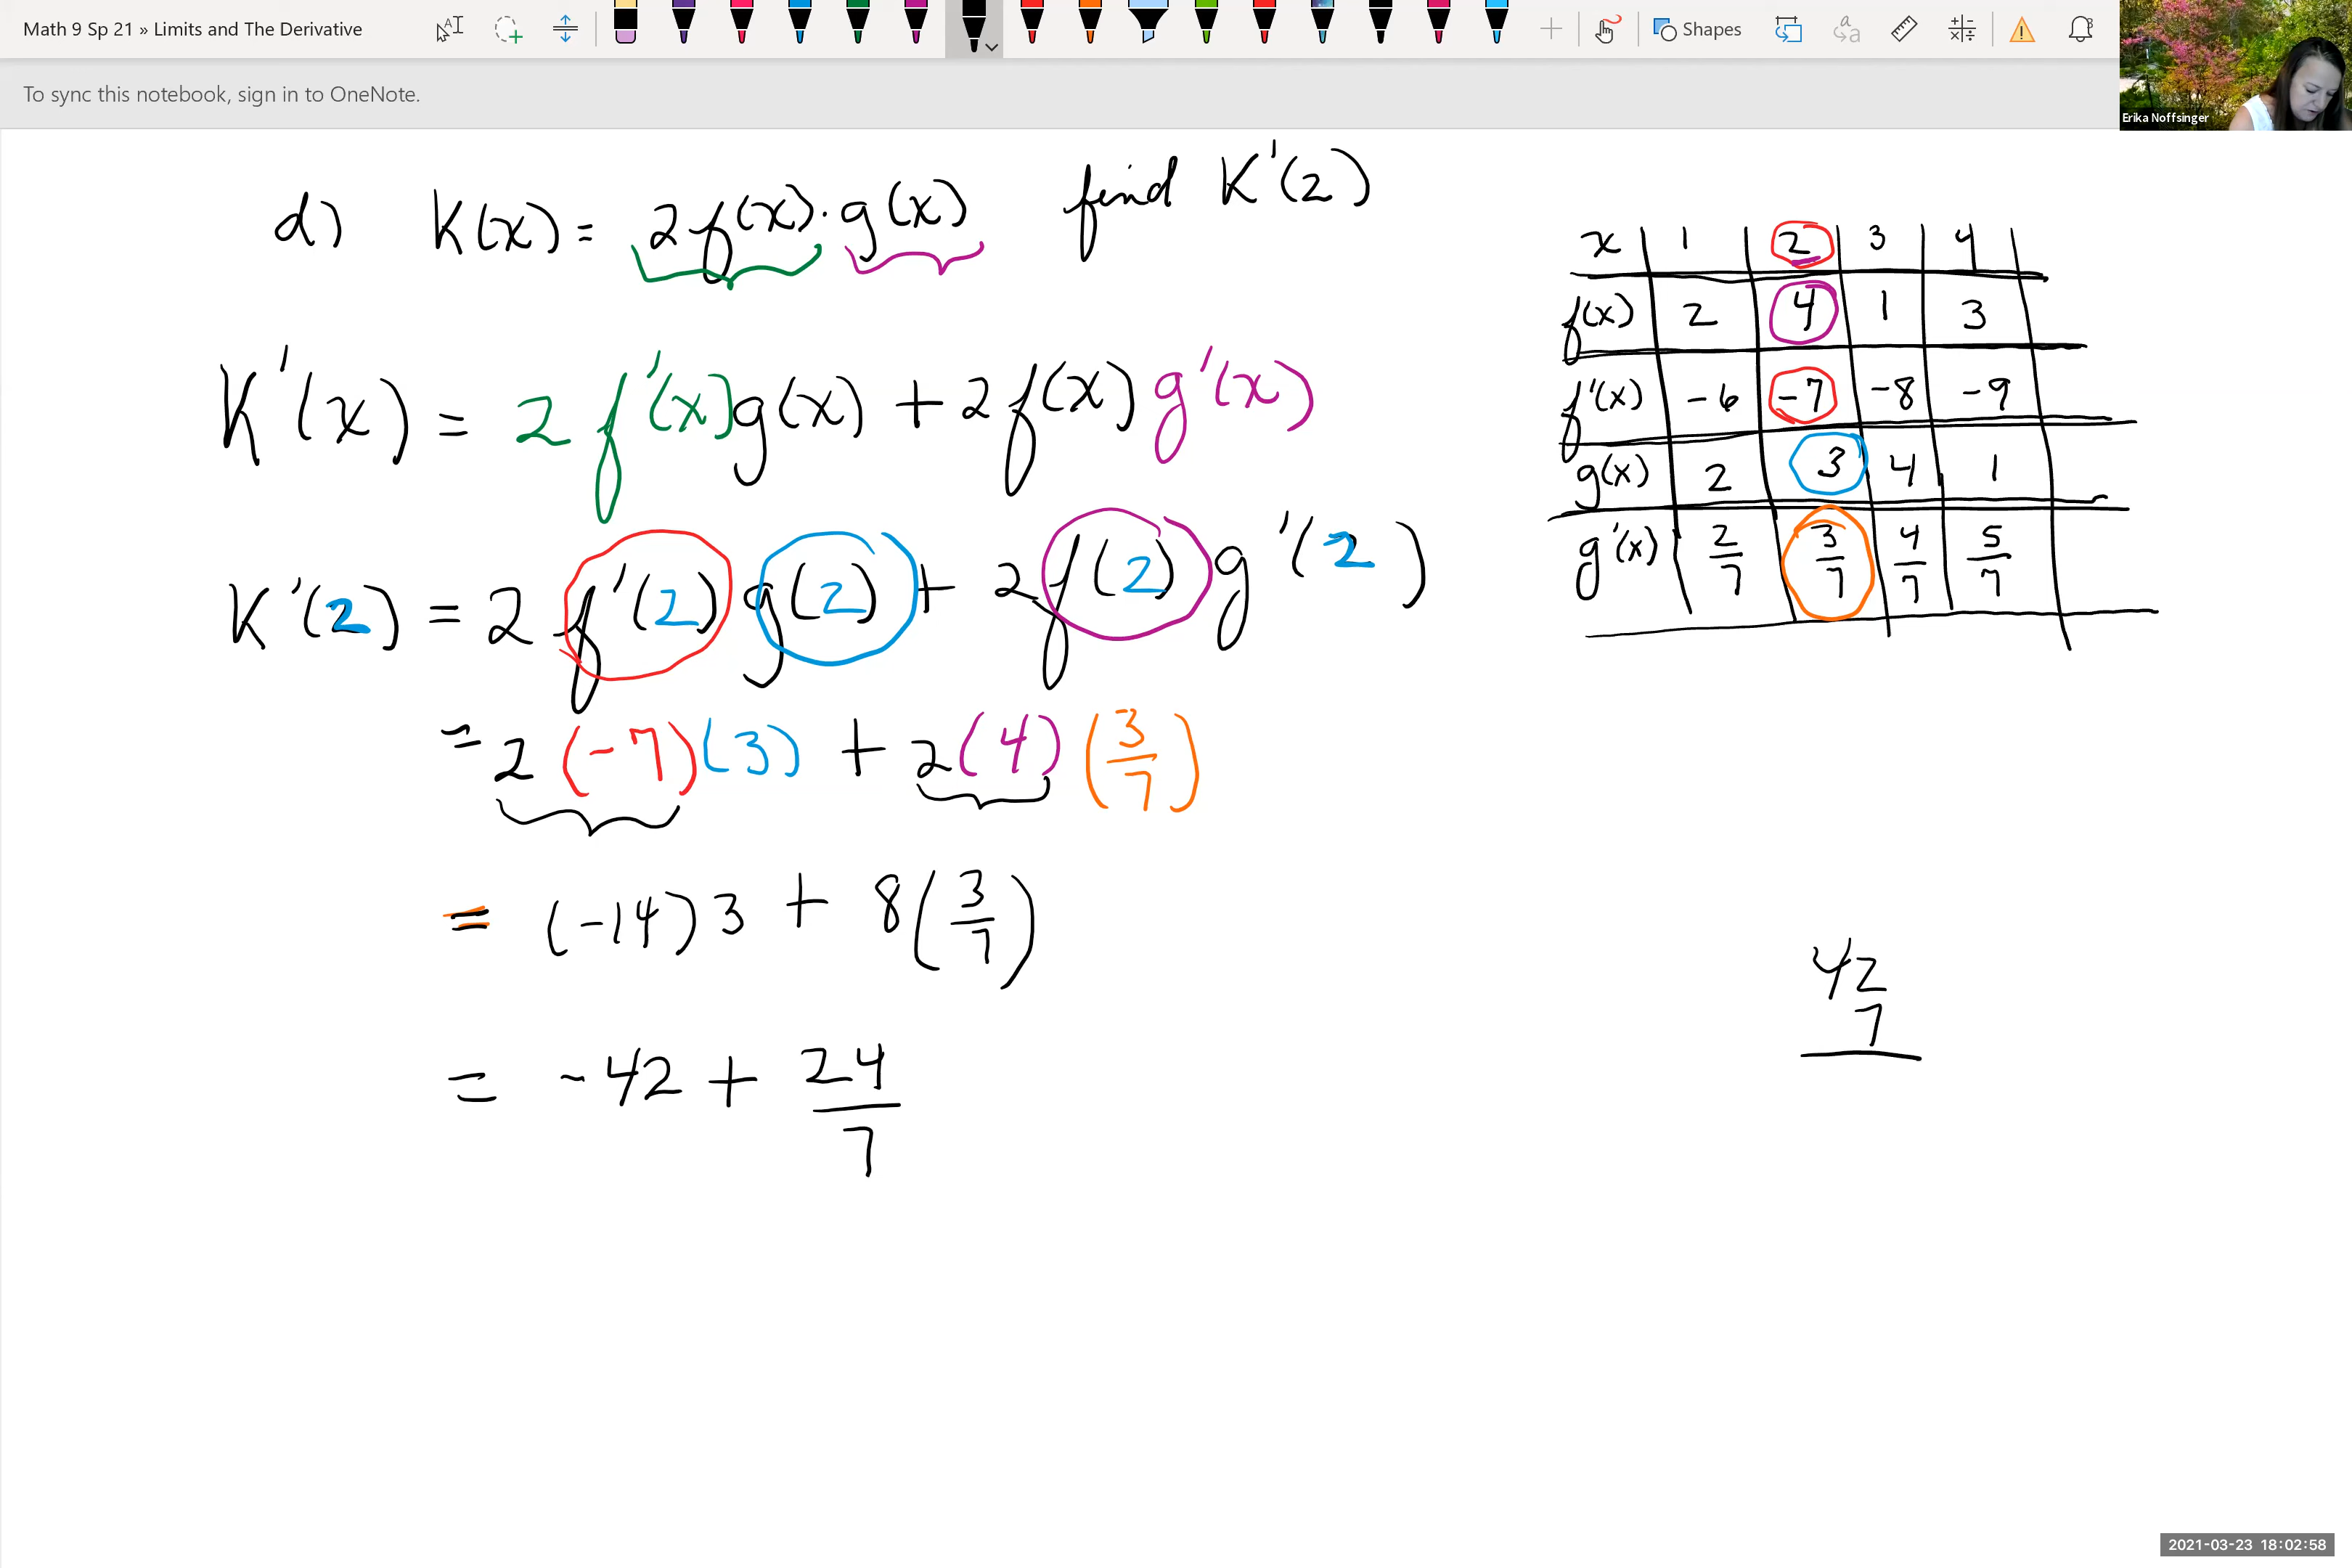 Math 9 Sp 21 » Limits and The Derivative
Shapes
To sync this notebook, sign in to OneNote.
Erika Noffsinger
d) K(x) = 2f(x)·g(x) find K'(2)
x 1 2 3 4
f(x) 2 4 1 3
f'(x) -6 -7 -8 -9
g(x) 2 3 4 1
g'(x) 2/7 3/7 4/7 5/7
K'(x) = 2f'(x)g(x) + 2f(x)g'(x)
K'(2) = 2f'(2)g(2) + 2f(2)g'(2)
= 2(-7)(3) + 2(4)(3/7)
= (-14)3 + 8(3/7)
= -42 + 24/7
42
7
2021-03-23 18:02:58